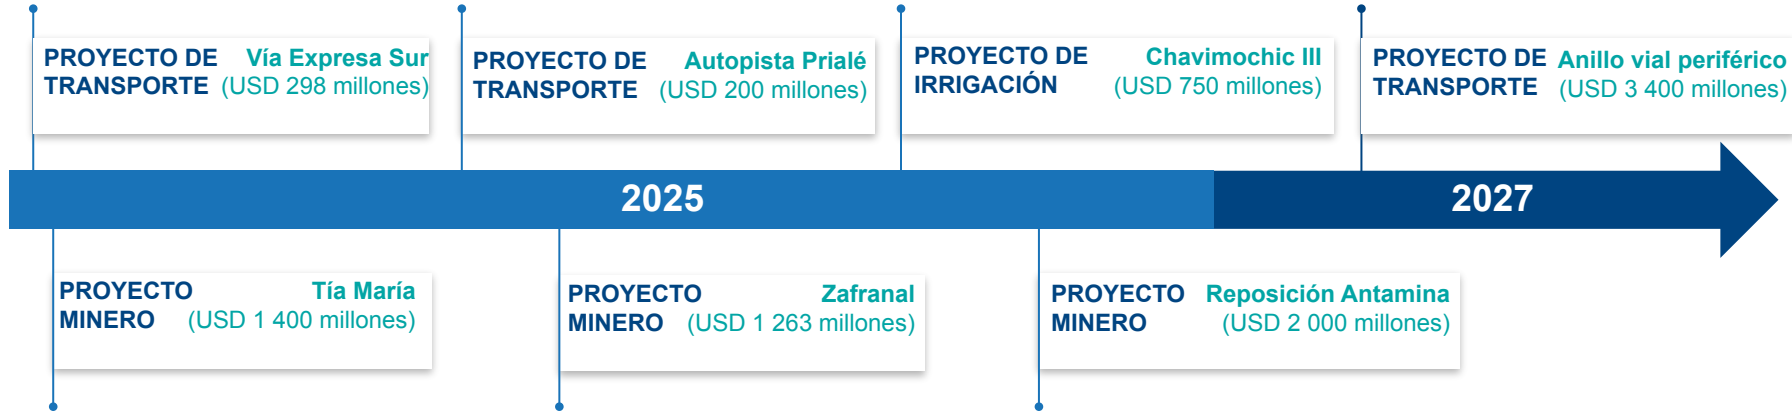 PROYECTO DE TRANSPORTE
Vía Expresa Sur
(USD 298 millones)
PROYECTO DE TRANSPORTE
Autopista Prialé
(USD 200 millones)
PROYECTO DE IRRIGACIÓN
Chavimochic III
(USD 750 millones)
PROYECTO DE TRANSPORTE
Anillo vial periférico
(USD 3 400 millones)
2025
2027
PROYECTO MINERO
Tía María
(USD 1 400 millones)
PROYECTO MINERO
Zafranal
(USD 1 263 millones)
PROYECTO MINERO
Reposición Antamina
(USD 2 000 millones)